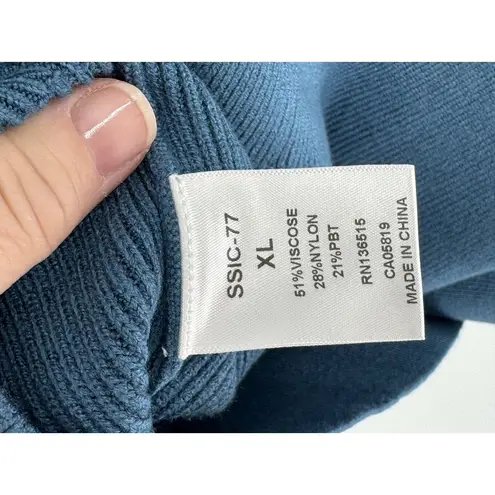 SSIC-77
XL
51%VISCOSE
28%NYLON
21%PBT
RN136515
CA05819
MADE IN CHINA